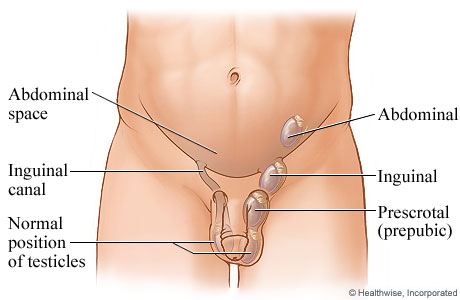 Abdominal
space
Inguinal
canal
Normal
position
of testicles
Abdominal
Inguinal
Prescrotal
(prepubic)
© Healthwise, Incorporated